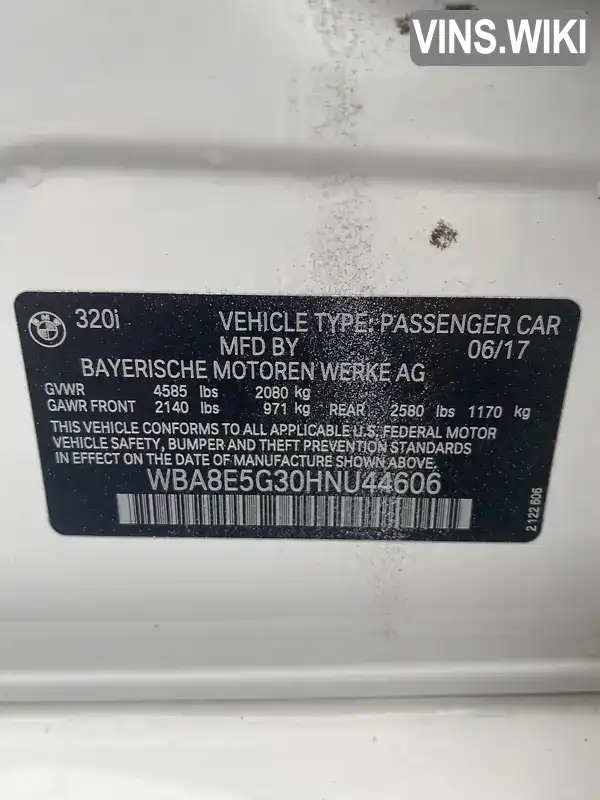 VINS.WIKI
320i VEHICLE TYPE: PASSENGER CAR
MFD BY 06/17
BAYERISCHE MOTOREN WERKE AG
GVWR 4585 lbs 2080 kg
GAWR FRONT 2140 lbs 971 kg REAR 2580 lbs 1170 kg
THIS VEHICLE CONFORMS TO ALL APPLICABLE U.S. FEDERAL MOTOR
VEHICLE SAFETY, BUMPER AND THEFT PREVENTION STANDARDS
IN EFFECT ON THE DATE OF MANUFACTURE SHOWN ABOVE.
WBA8E5G30HNU44606
2 122 606